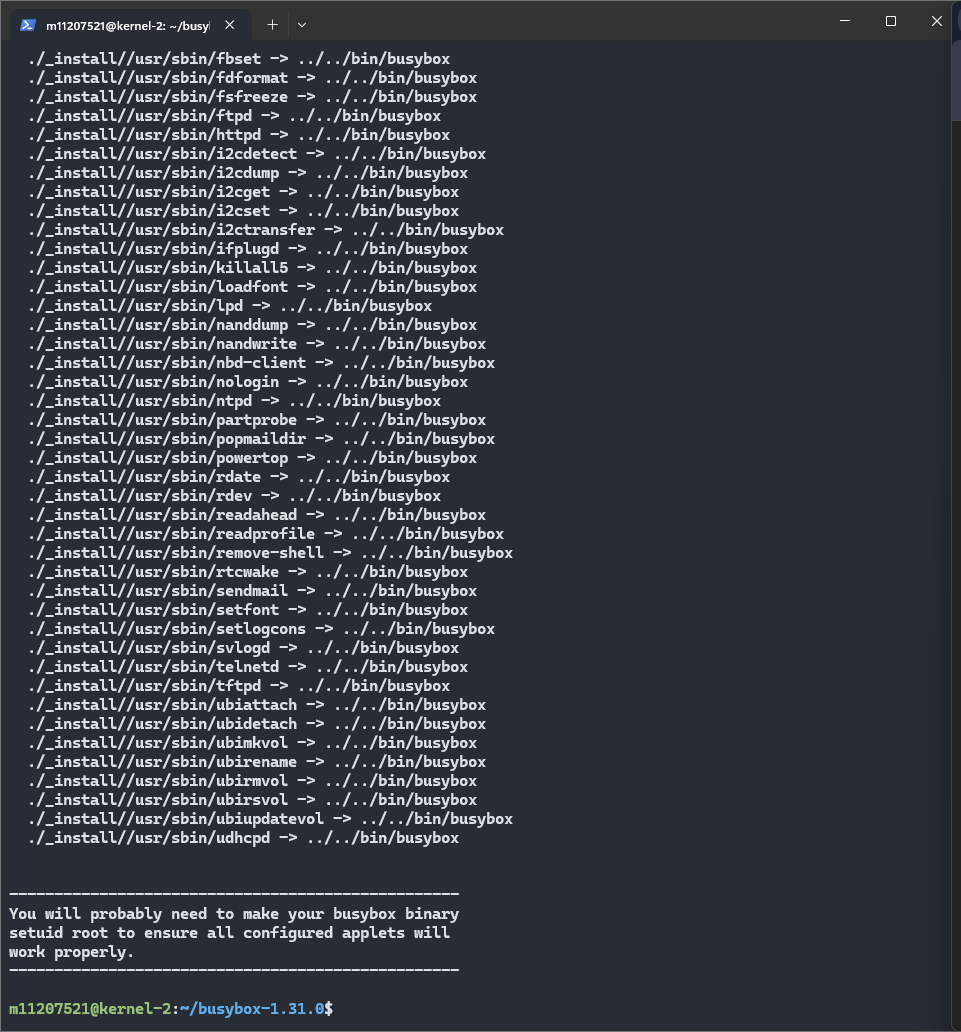 m11207521@kernel-2: ~/busy
./_install//usr/sbin/fbset -> ../../bin/busybox
./_install//usr/sbin/fdformat -> ../../bin/busybox
./_install//usr/sbin/fsfreeze -> ../../bin/busybox
./_install//usr/sbin/ftpd -> ../../bin/busybox
./_install//usr/sbin/httpd -> ../../bin/busybox
./_install//usr/sbin/i2cdetect -> ../../bin/busybox
./_install//usr/sbin/i2cdump -> ../../bin/busybox
./_install//usr/sbin/i2cget -> ../../bin/busybox
./_install//usr/sbin/i2cset -> ../../bin/busybox
./_install//usr/sbin/i2ctransfer -> ../../bin/busybox
./_install//usr/sbin/ifplugd -> ../../bin/busybox
./_install//usr/sbin/killall5 -> ../../bin/busybox
./_install//usr/sbin/loadfont -> ../../bin/busybox
./_install//usr/sbin/lpd -> ../../bin/busybox
./_install//usr/sbin/nanddump -> ../../bin/busybox
./_install//usr/sbin/nandwrite -> ../../bin/busybox
./_install//usr/sbin/nbd-client -> ../../bin/busybox
./_install//usr/sbin/nologin -> ../../bin/busybox
./_install//usr/sbin/ntpd -> ../../bin/busybox
./_install//usr/sbin/partprobe -> ../../bin/busybox
./_install//usr/sbin/popmaildir -> ../../bin/busybox
./_install//usr/sbin/powertop -> ../../bin/busybox
./_install//usr/sbin/rdate -> ../../bin/busybox
./_install//usr/sbin/rdev -> ../../bin/busybox
./_install//usr/sbin/readahead -> ../../bin/busybox
./_install//usr/sbin/readprofile -> ../../bin/busybox
./_install//usr/sbin/remove-shell -> ../../bin/busybox
./_install//usr/sbin/rtcwake -> ../../bin/busybox
./_install//usr/sbin/sendmail -> ../../bin/busybox
./_install//usr/sbin/setfont -> ../../bin/busybox
./_install//usr/sbin/setlogcons -> ../../bin/busybox
./_install//usr/sbin/svlogd -> ../../bin/busybox
./_install//usr/sbin/telnetd -> ../../bin/busybox
./_install//usr/sbin/tftpd -> ../../bin/busybox
./_install//usr/sbin/ubiattach -> ../../bin/busybox
./_install//usr/sbin/ubidetach -> ../../bin/busybox
./_install//usr/sbin/ubimkvol -> ../../bin/busybox
./_install//usr/sbin/ubirename -> ../../bin/busybox
./_install//usr/sbin/ubirmvol -> ../../bin/busybox
./_install//usr/sbin/ubirsvol -> ../../bin/busybox
./_install//usr/sbin/ubiupdatevol -> ../../bin/busybox
./_install//usr/sbin/udhcpd -> ../../bin/busybox
--------------------------------------------------
You will probably need to make your busybox binary
setuid root to ensure all configured applets will
work properly.
--------------------------------------------------
m11207521@kernel-2:~/busybox-1.31.0$